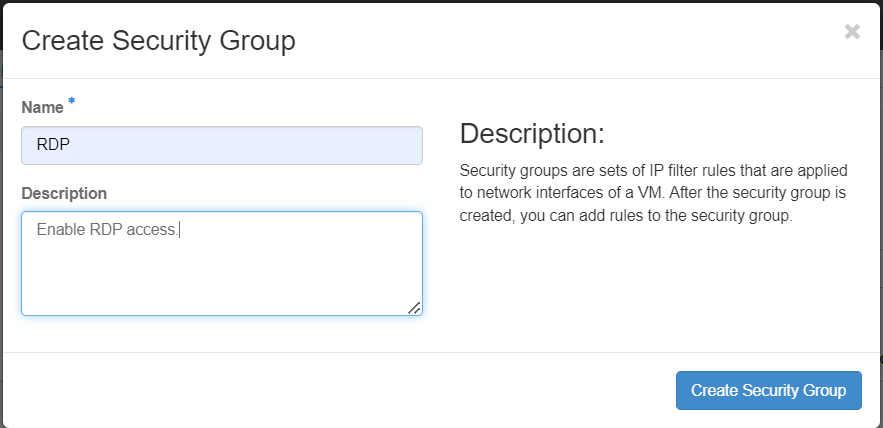 Create Security Group
Name *
RDP
Description
Enable RDP access.
Description:
Security groups are sets of IP filter rules that are applied
to network interfaces of a VM. After the security group is
created, you can add rules to the security group.
Create Security Group